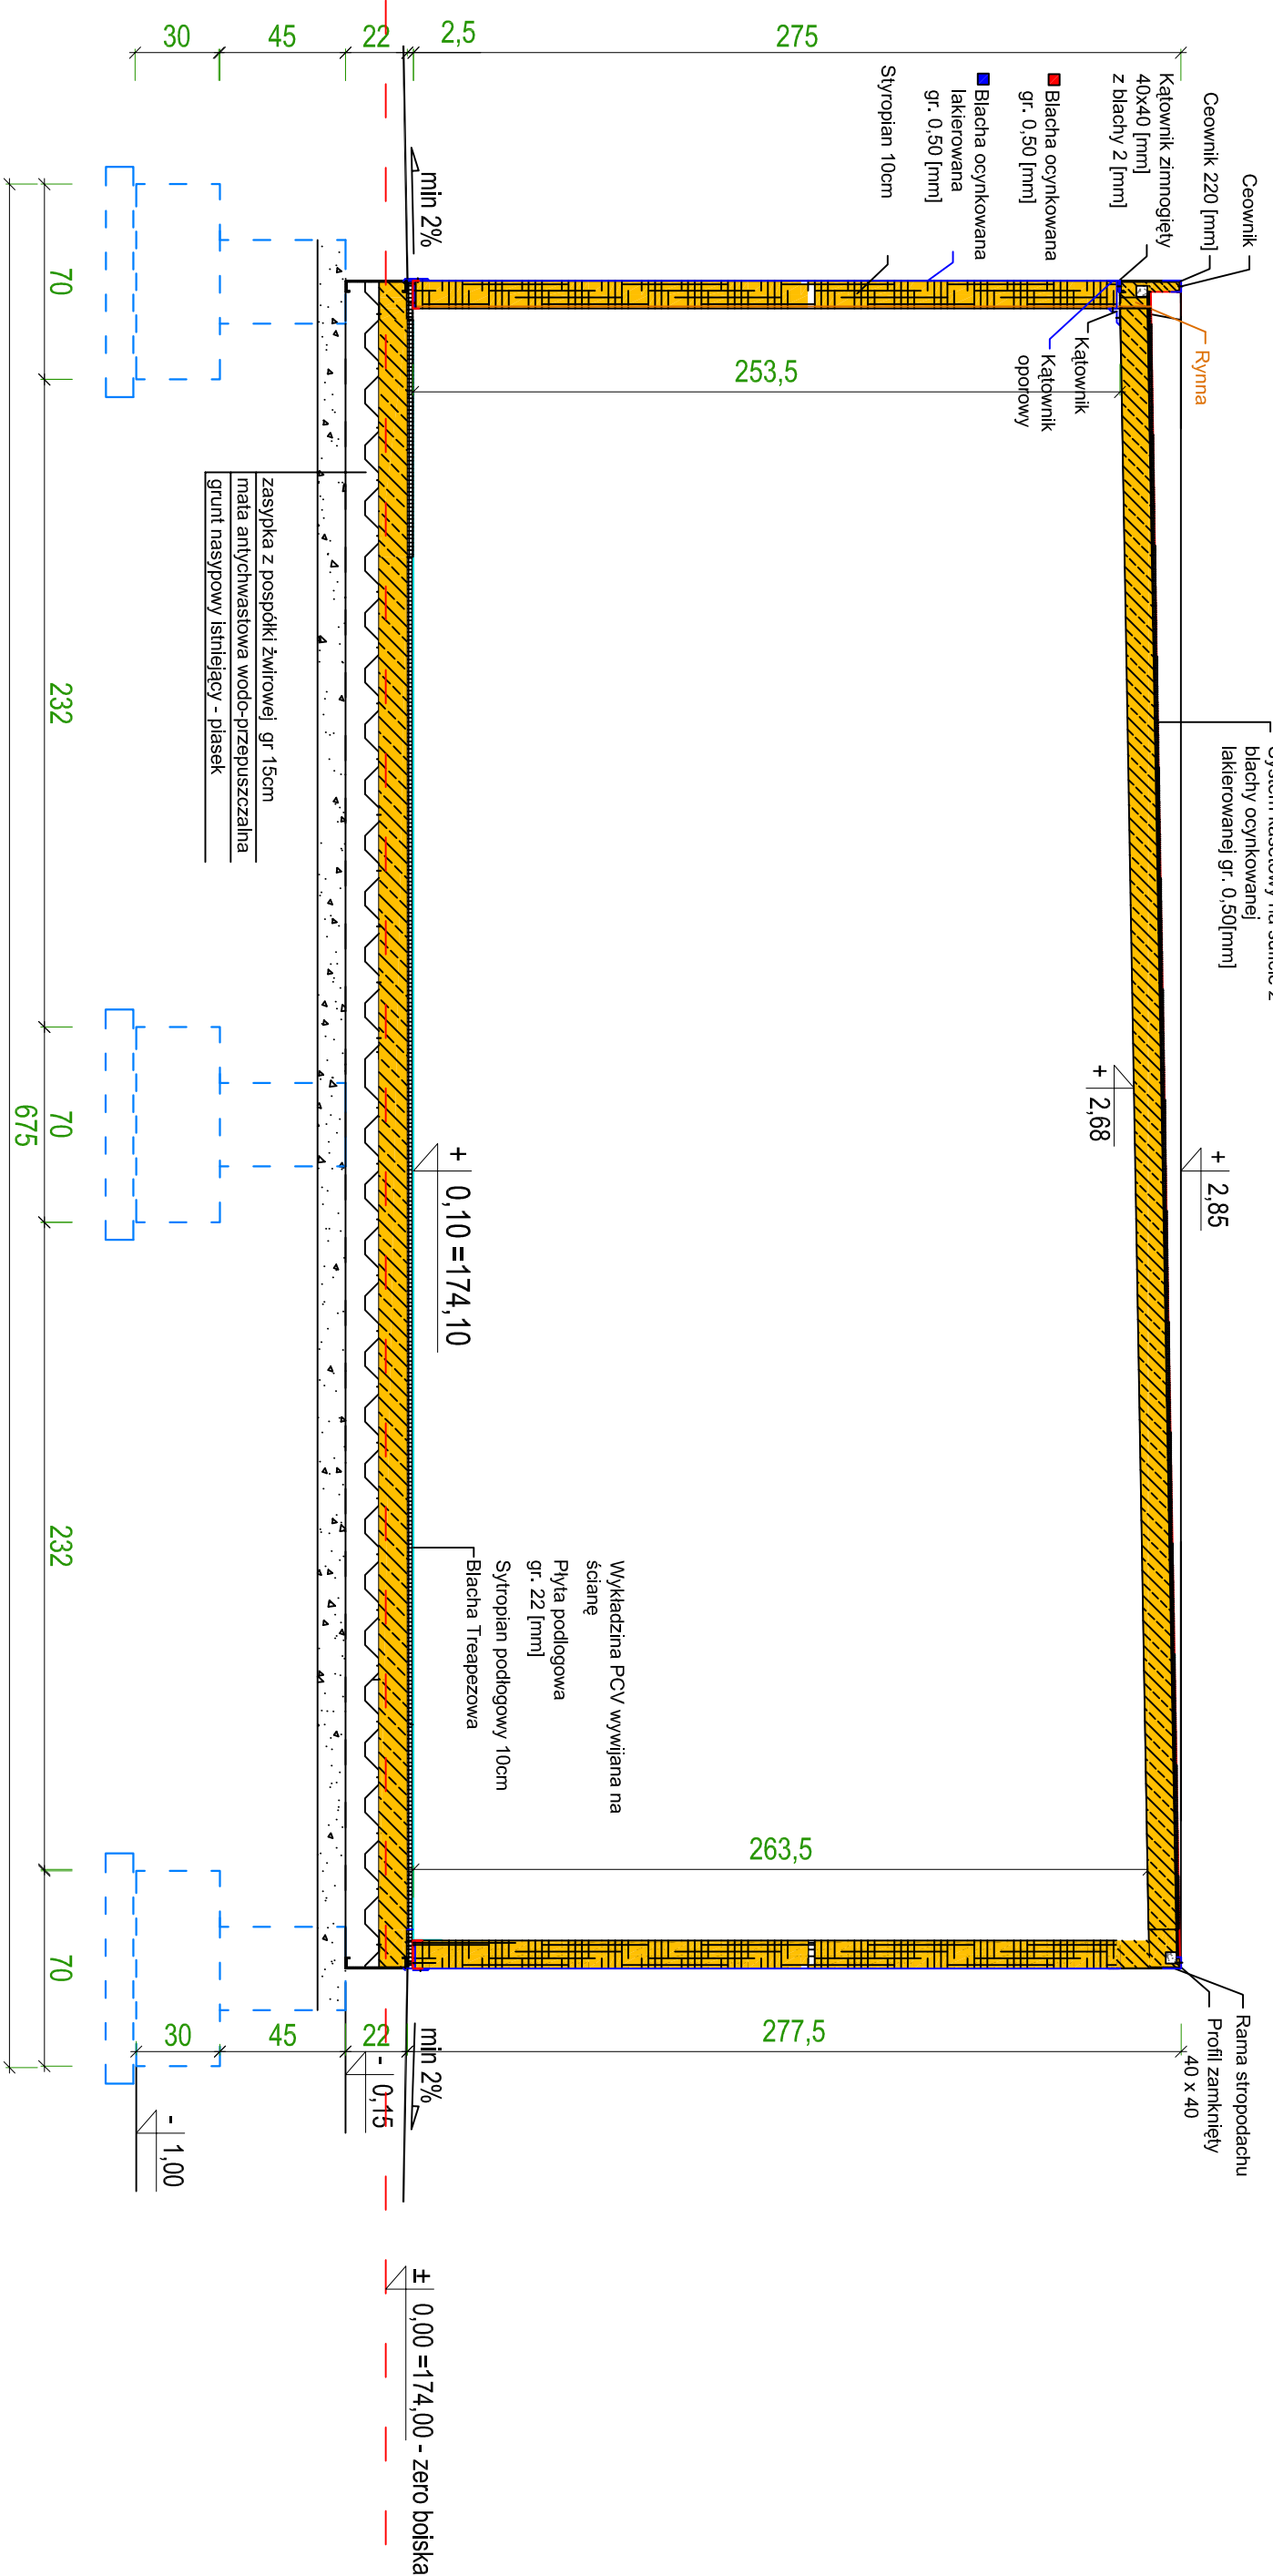 Ceownik
Ceownik 220 [mm]
Kątownik zimnogięty
40x40 [mm]
z blachy 2 [mm]
Blacha ocynkowana
gr. 0,50 [mm]
Blacha ocynkowana
lakierowana
gr. 0,50 [mm]
Styropian 10cm
Rynna
Kątownik
Kątownik
oporowy
blachy ocynkowanej
lakierowanej gr. 0,50[mm]
Rama stropodachu
Profil zamknięty
40 x 40
+ 2,85
+ 2,68
275
2,5
22
45
30
253,5
263,5
277,5
22
45
30
min 2%
min 2%
+ 0,10 =174,10
Wykładzina PCV wywijana na
ścianę
Płyta podlogowa
gr. 22 [mm]
Sytropian podłogowy 10cm
Blacha Treapezowa
± 0,00 =174,00 - zero boiska
- 0,15
- 1,00
zasypka z pospółki żwirowej gr 15cm
mata antychwastowa wodo-przepuszczalna
grunt nasypowy istniejący - piasek
70
232
70
232
70
675